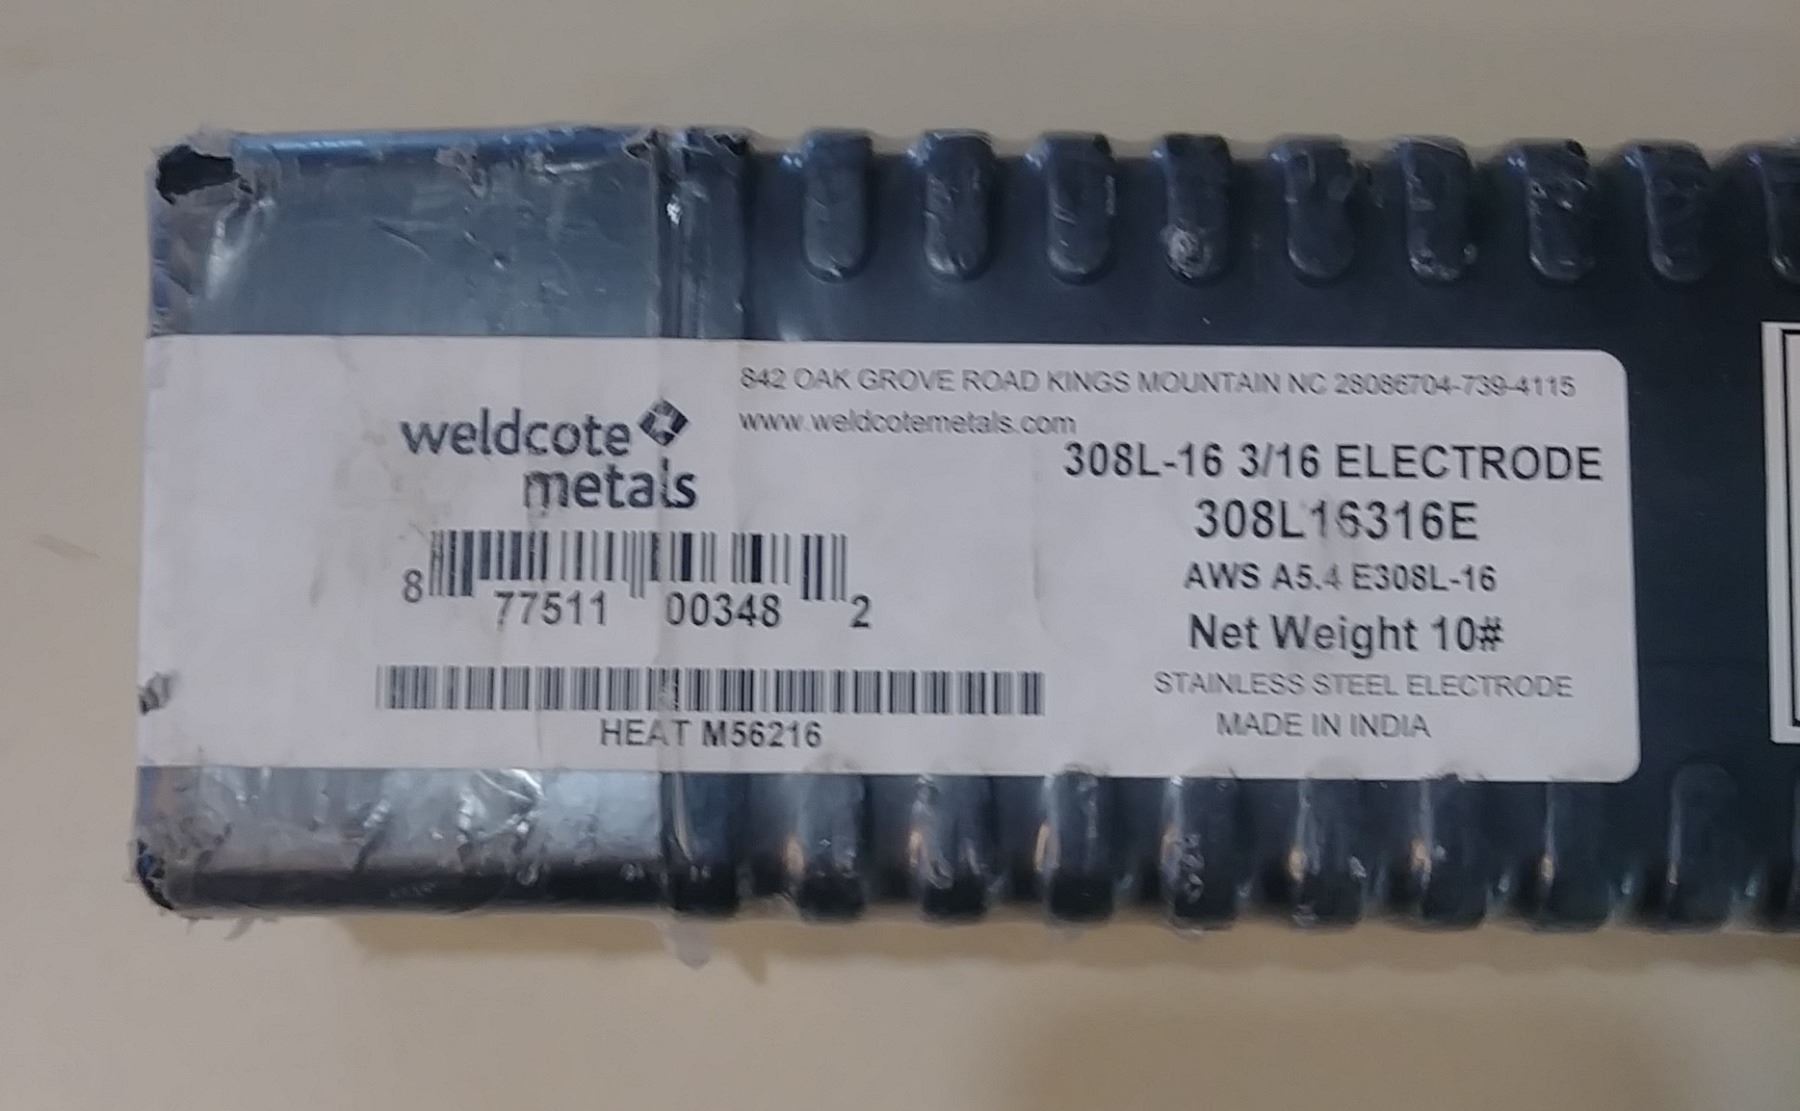 842 OAK GROVE ROAD KINGS MOUNTAIN NC 28086704-739-4115
www.weldcotemetals.com
weldcote
metals
308L-16 3/16 ELECTRODE
308L16316E
AWS A5.4 E308L-16
Net Weight 10#
STAINLESS STEEL ELECTRODE
MADE IN INDIA
8 77511 00348 2
HEAT M56216